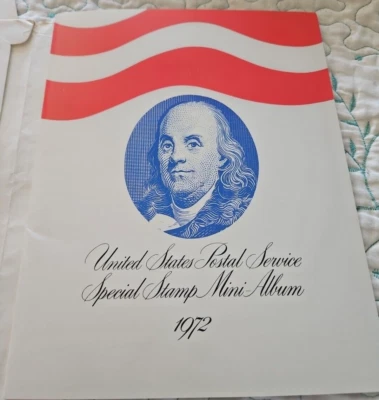 United States Postal Service
Special Stamp Mini Album
1972